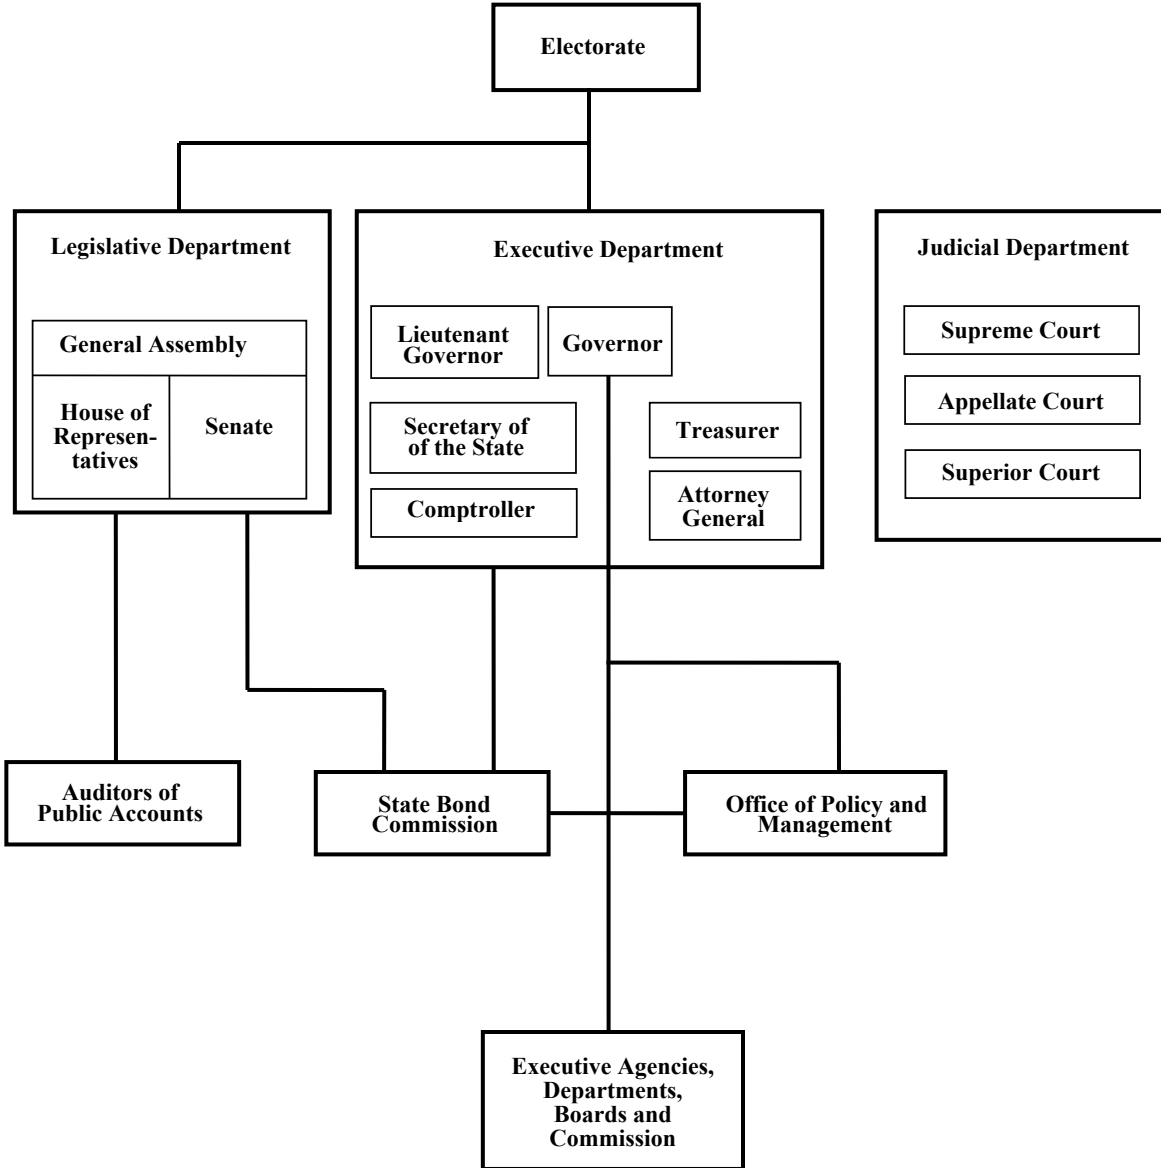 Electorate
Legislative Department
General Assembly
House of
Represen-
tatives
Senate
Executive Department
Lieutenant
Governor
Governor
Secretary of
of the State
Treasurer
Comptroller
Attorney
General
Judicial Department
Supreme Court
Appellate Court
Superior Court
Auditors of
Public Accounts
State Bond
Commission
Office of Policy and
Management
Executive Agencies,
Departments,
Boards and
Commission